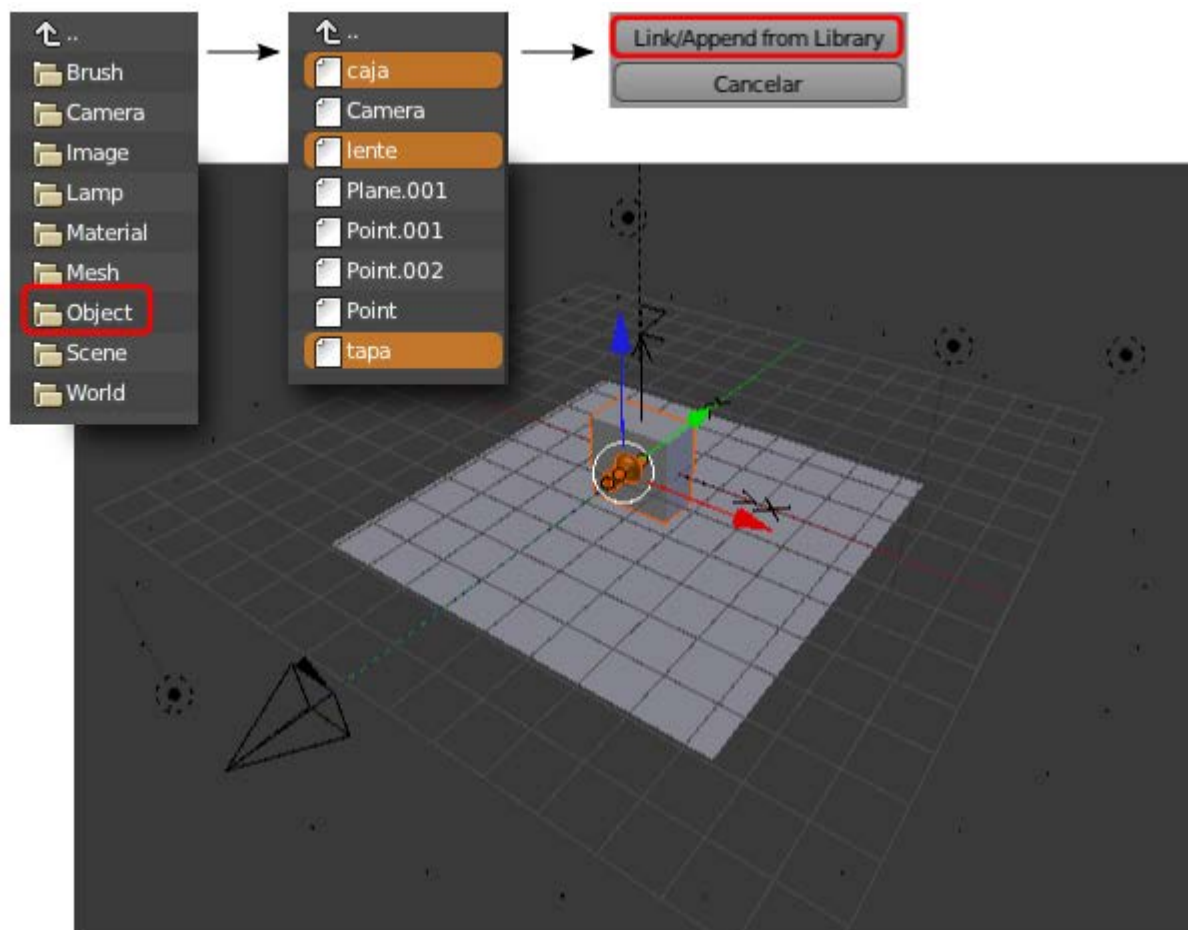 ..
Brush
Camera
Image
Lamp
Material
Mesh
Object
Scene
World
..
caja
Camera
lente
Plane.001
Point.001
Point.002
Point
tapa
Link/Append from Library
Cancelar